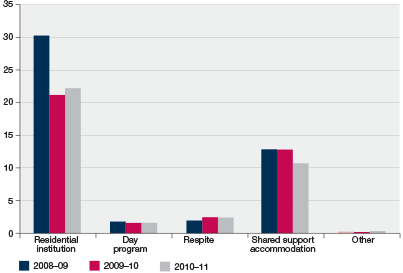 35
30
25
20
15
10
5
0
Residential
institution
Day
program
Respite
Shared support
accommodation
Other
2008–09
2009–10
2010–11